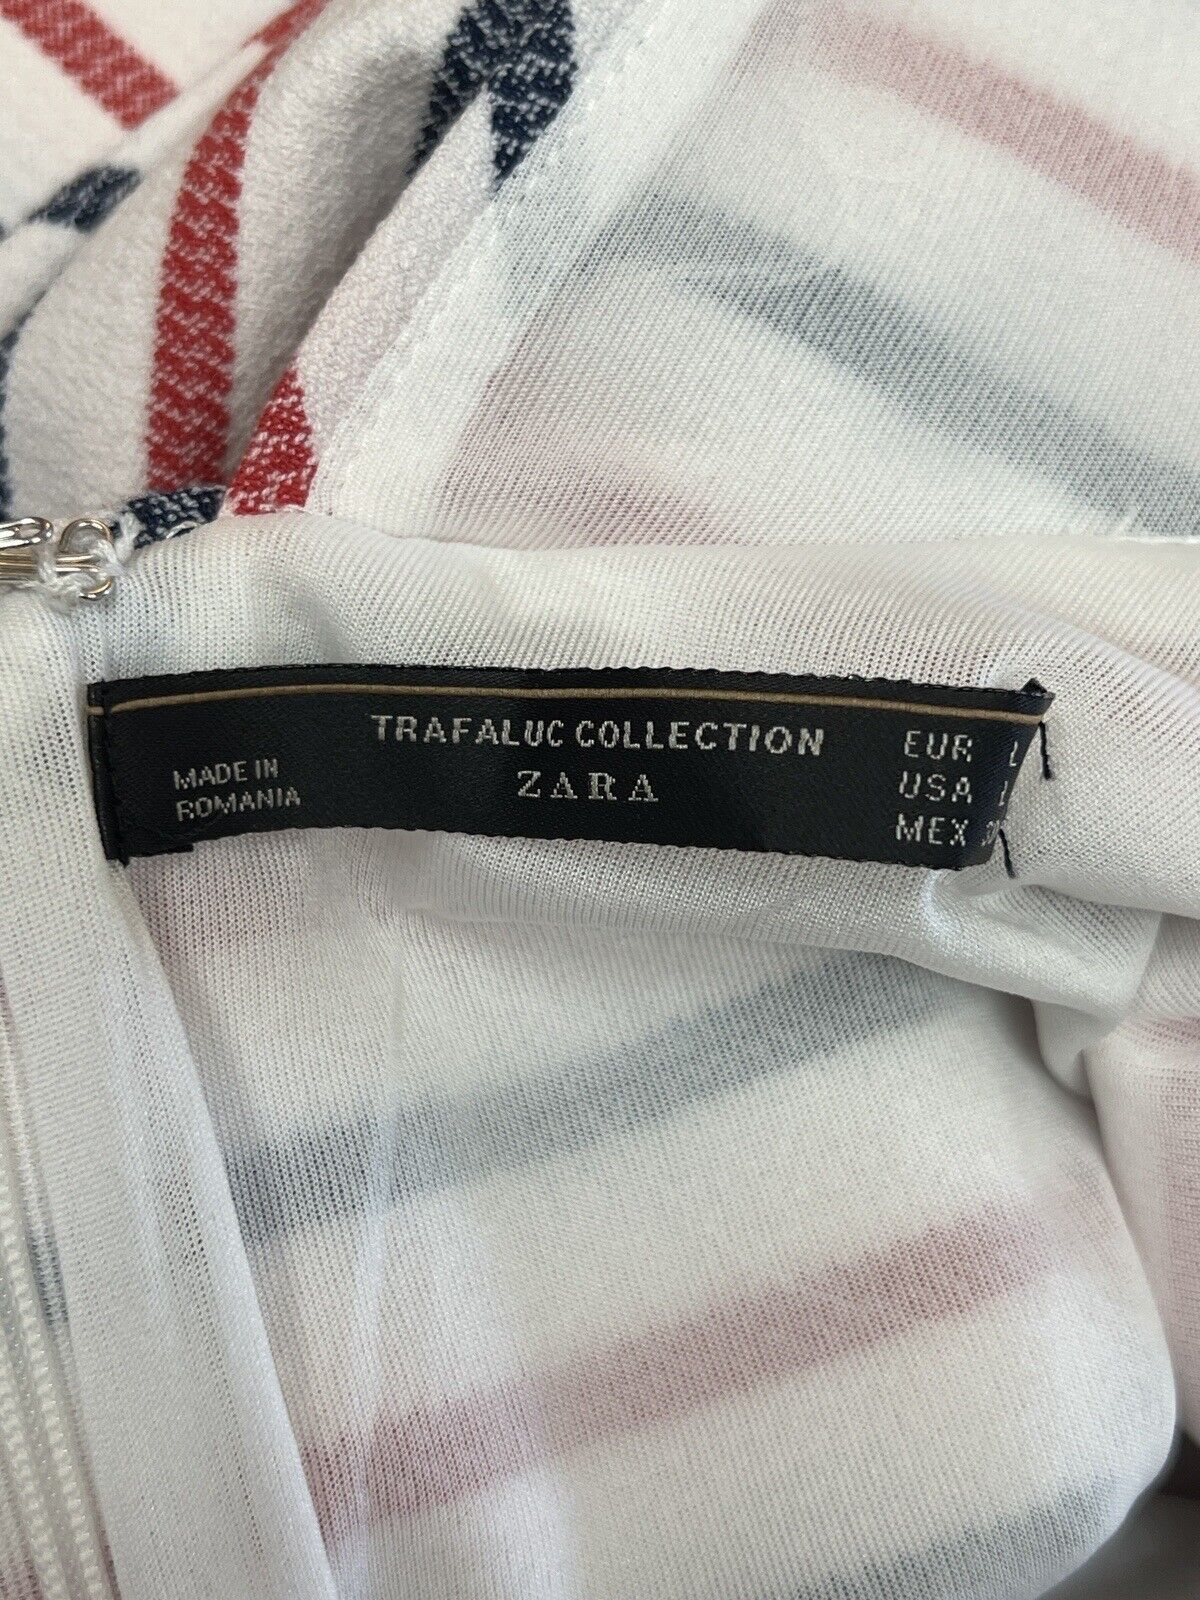 TRAFALUC COLLECTION
ZARA
MADE IN
ROMANIA
EUR L
USA L
MEX